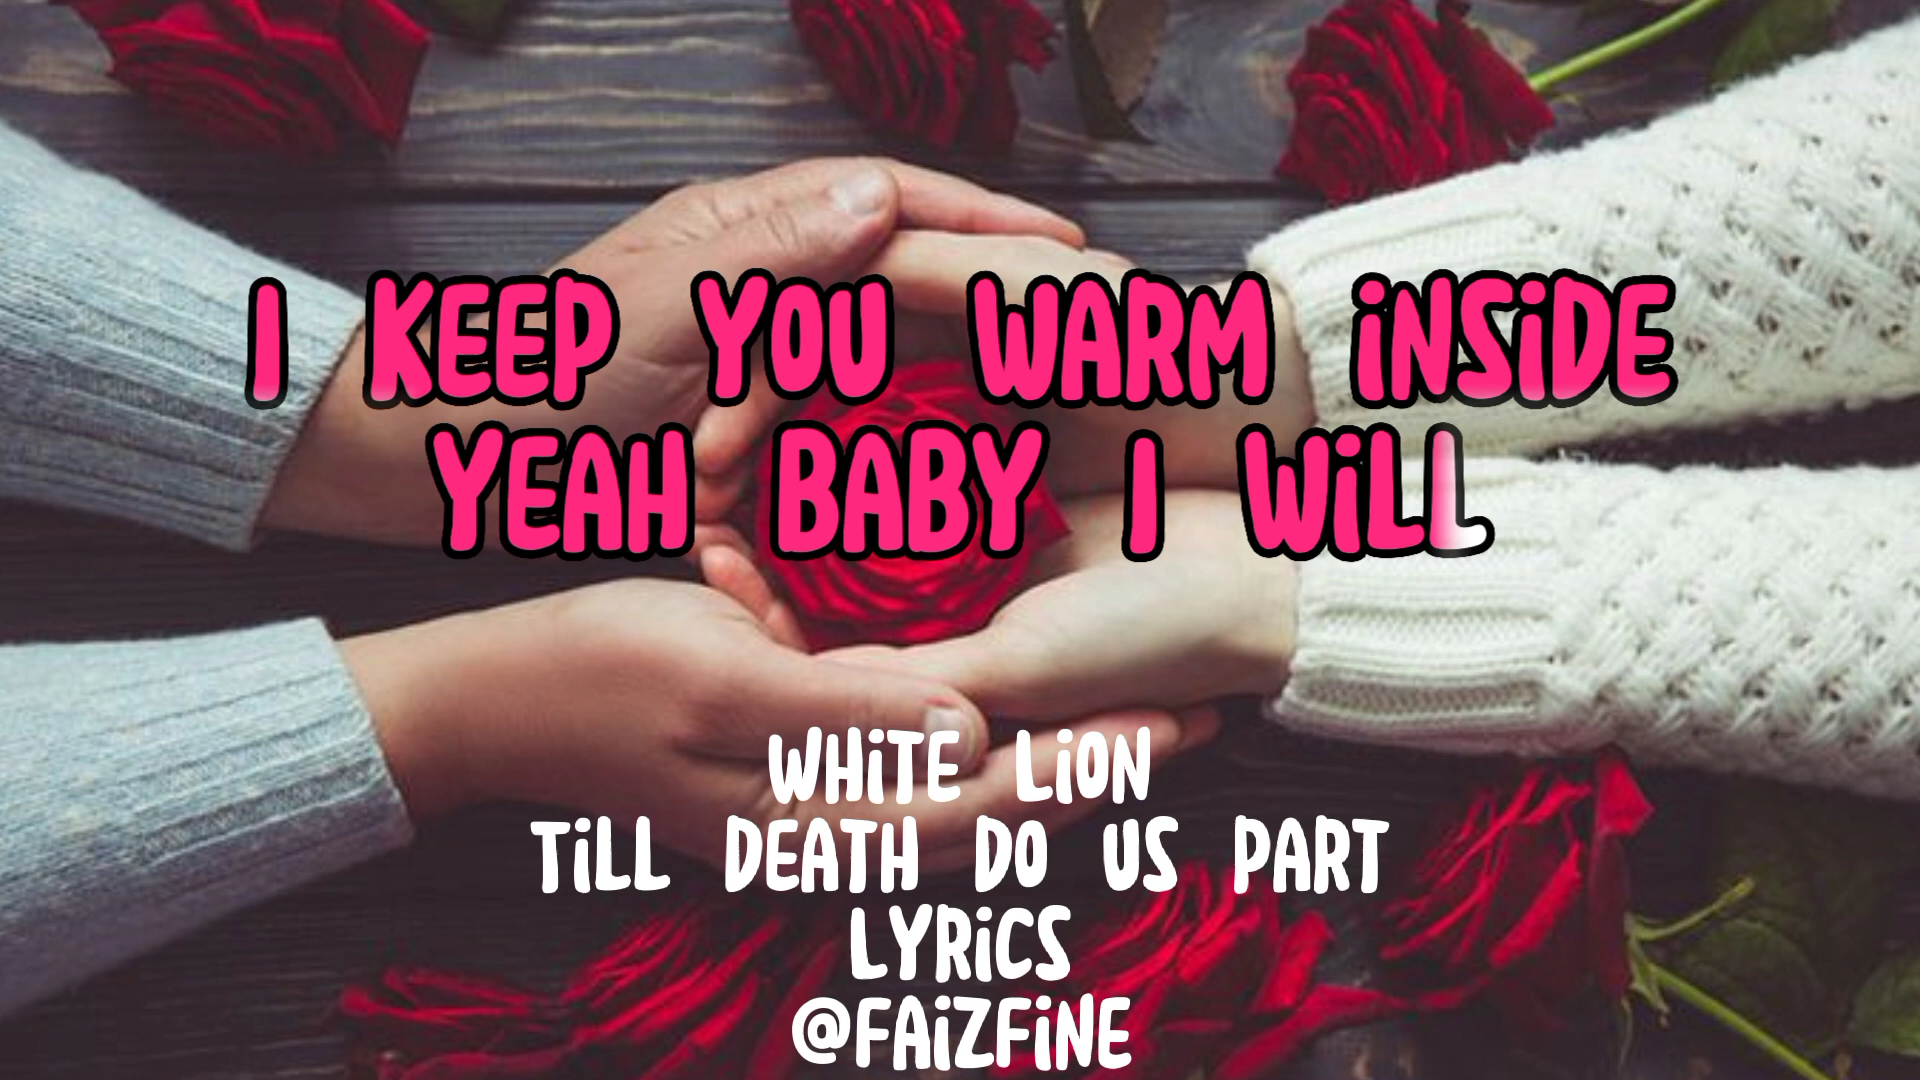 I KEEP YOU WARM iNSiDE
YEAH BABY I WiLL
WHiTE LiON
TiLL DEATH DO US PART
LYRiCS
@FAiZFiNE